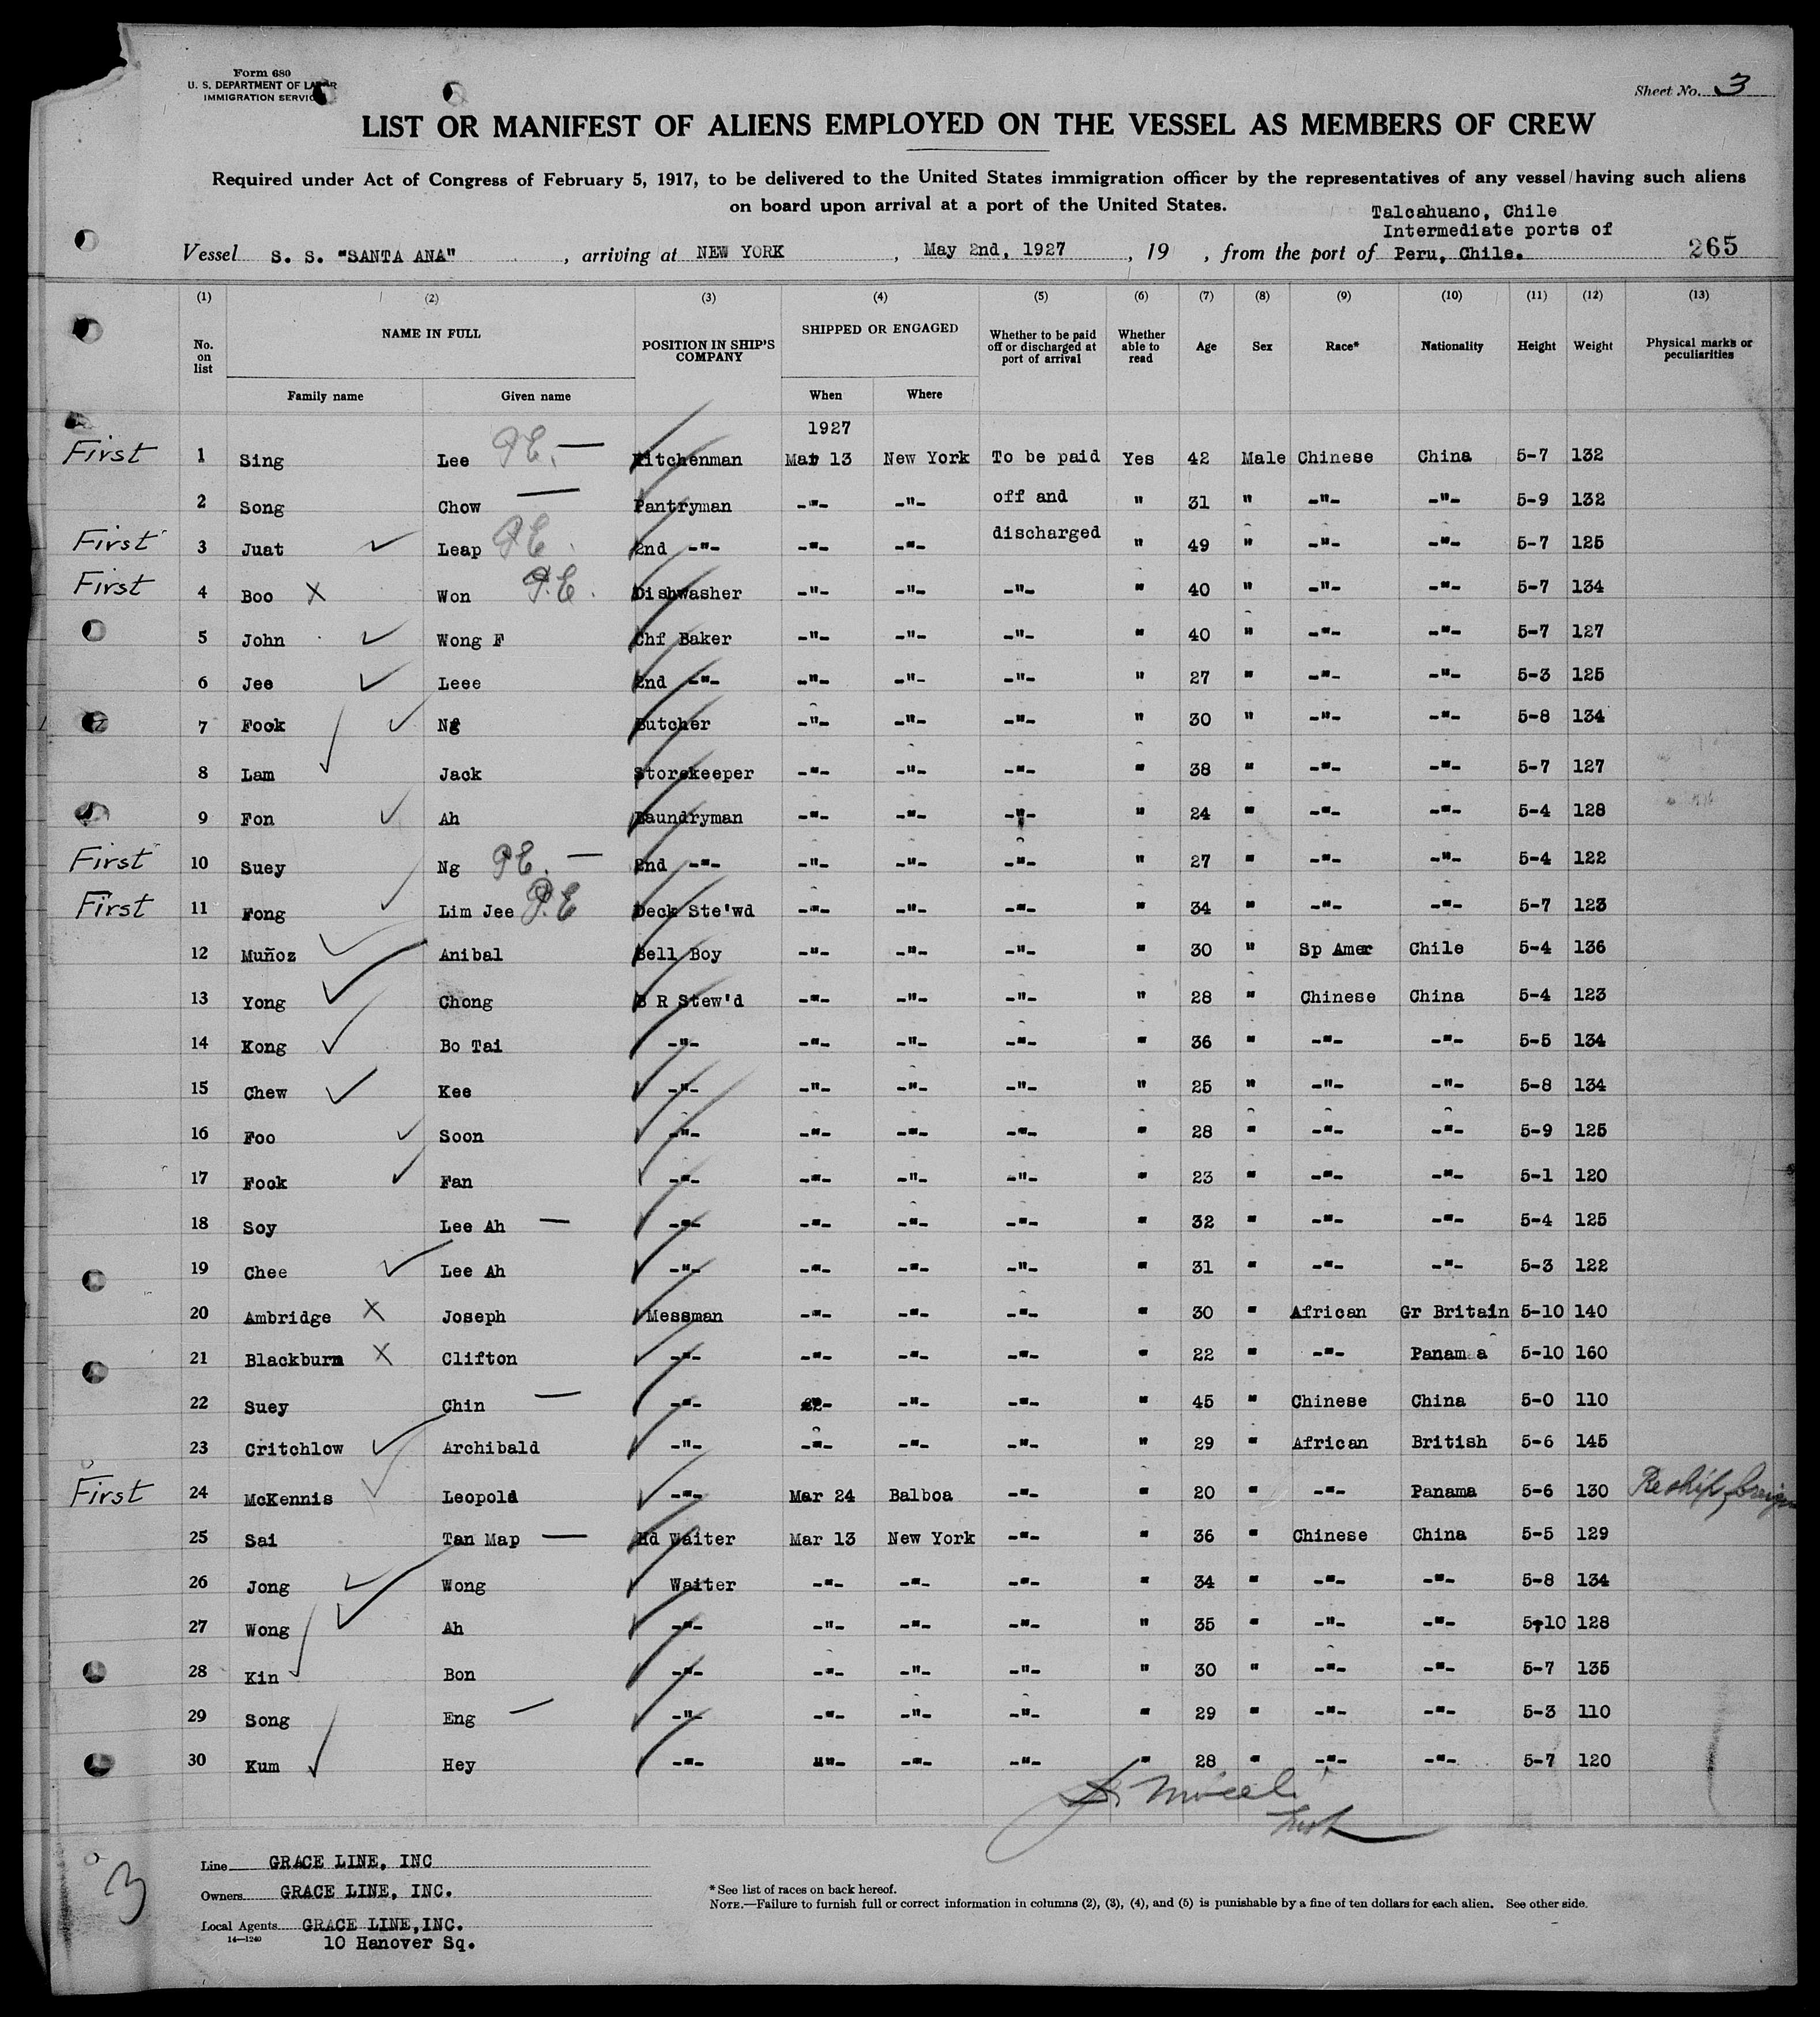 Form 680
U. S. DEPARTMENT OF LABOR
IMMIGRATION SERVICE
Sheet No. 3
LIST OR MANIFEST OF ALIENS EMPLOYED ON THE VESSEL AS MEMBERS OF CREW
Required under Act of Congress of February 5, 1917, to be delivered to the United States immigration officer by the representatives of any vessel having such aliens
on board upon arrival at a port of the United States.
Talcahuano, Chile
Intermediate ports of
Vessel S. S. "SANTA ANA" , arriving at NEW YORK , May 2nd, 1927 , 19 , from the port of Peru, Chile. 265
(1) (2) (3) (4) (5) (6) (7) (8) (9) (10) (11) (12) (13)
No. on list NAME IN FULL POSITION IN SHIP'S COMPANY SHIPPED OR ENGAGED Whether to be paid off or discharged at port of arrival Whether able to read Age Sex Race* Nationality Height Weight Physical marks or peculiarities
Family name Given name When Where
1927
First 1 Sing Lee P.E. — Kitchenman Mar 13 New York To be paid Yes 42 Male Chinese China 5-7 132
2 Song Chow — Pantryman -"- -"- off and " 31 " -"- -"- 5-9 132
First 3 Juat Leap P.E. 2nd -"- -"- -"- discharged " 49 " -"- -"- 5-7 125
First 4 Boo X Won P.E. Dishwasher -"- -"- -"- " 40 " -"- -"- 5-7 134
5 John Wong F Chf Baker -"- -"- -"- " 40 " -"- -"- 5-7 127
6 Jee Leee 2nd -"- -"- -"- -"- " 27 " -"- -"- 5-3 125
7 Fock Ng Butcher -"- -"- -"- " 30 " -"- -"- 5-8 134
8 Lam Jack Storekeeper -"- -"- -"- " 38 " -"- -"- 5-7 127
9 Fon Ah Laundryman -"- -"- -"- " 24 " -"- -"- 5-4 128
First 10 Suey Ng P.E. — 2nd -"- -"- -"- -"- " 27 " -"- -"- 5-4 122
First 11 Fong Lim Jee P.E Deck Ste'wd -"- -"- -"- " 34 " -"- -"- 5-7 123
12 Muñoz Anibal Bell Boy -"- -"- -"- " 30 " Sp Amer Chile 5-4 136
13 Yong Chong B R Stew'd -"- -"- -"- " 28 " Chinese China 5-4 123
14 Kong Bo Tai -"- -"- -"- -"- " 36 " -"- -"- 5-5 134
15 Chew Kee -"- -"- -"- -"- " 25 " -"- -"- 5-8 134
16 Foo Soon -"- -"- -"- -"- " 28 " -"- -"- 5-9 125
17 Fock Fan -"- -"- -"- -"- " 23 " -"- -"- 5-1 120
18 Soy Lee Ah — -"- -"- -"- -"- " 32 " -"- -"- 5-4 125
19 Chee Lee Ah -"- -"- -"- -"- " 31 " -"- -"- 5-3 122
20 Ambridge X Joseph Messman -"- -"- -"- " 30 " African Gr Britain 5-10 140
21 Blackburn X Clifton -"- -"- -"- -"- " 22 " -"- Panam a 5-10 160
22 Suey Chin — -"- -"- -"- " 45 " Chinese China 5-0 110
23 Critchlow Archibald -"- -"- -"- -"- " 29 " African British 5-6 145
First 24 McKennis Leopold -"- Mar 24 Balboa -"- " 20 " -"- Panama 5-6 130 Reship foreign
25 Sai Tan Map — Hd Waiter Mar 13 New York -"- " 36 " Chinese China 5-5 129
26 Jong Wong Waiter -"- -"- -"- " 34 " -"- -"- 5-8 134
27 Wong Ah -"- -"- -"- -"- " 35 " -"- -"- 5-10 128
28 Kin Bon -"- -"- -"- -"- " 30 " -"- -"- 5-7 135
29 Song Eng — -"- -"- -"- -"- " 29 " -"- -"- 5-3 110
30 Kum Hey -"- -"- -"- -"- " 28 " -"- -"- 5-7 120
3
Line GRACE LINE, INC
Owners GRACE LINE, INC.
Local Agents GRACE LINE,INC.
14—1240
10 Hanover Sq.
*See list of races on back hereof.
NOTE.—Failure to furnish full or correct information in columns (2), (3), (4), and (5) is punishable by a fine of ten dollars for each alien. See other side.